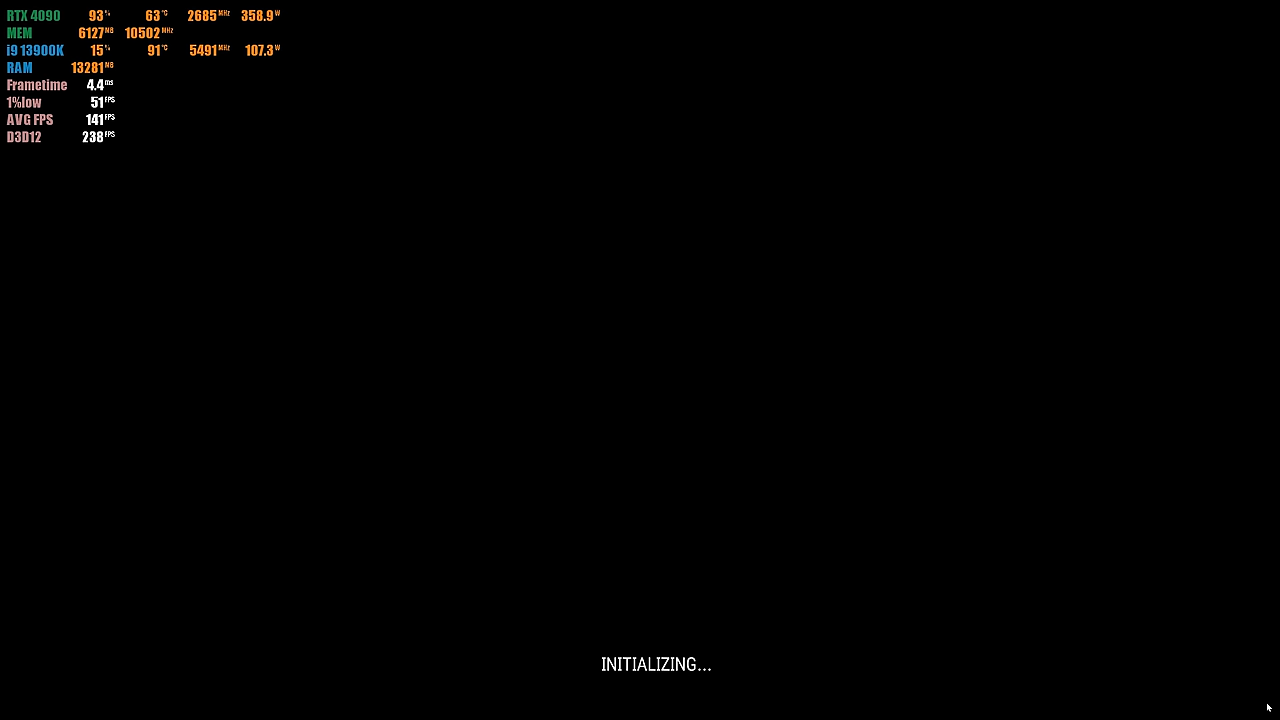 RTX 4090 93% 63°C 2685MHz 358.9W
MEM 6127MB 10502MHz
i9 13900K 15% 91°C 5491MHz 107.3W
RAM 13281MB
Frametime 4.4ms
1%low 51FPS
AVG FPS 141FPS
D3D12 238FPS
INITIALIZING...